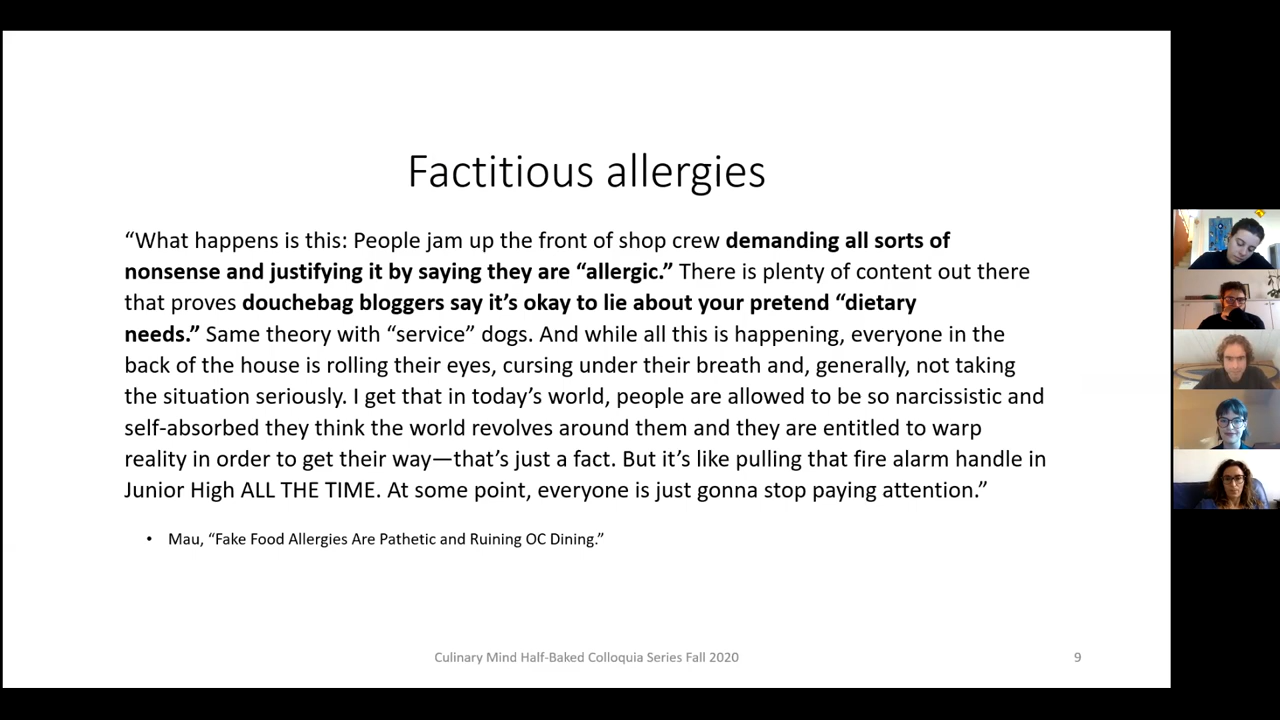 Factitious allergies
“What happens is this: People jam up the front of shop crew demanding all sorts of
nonsense and justifying it by saying they are “allergic.” There is plenty of content out there
that proves douchebag bloggers say it’s okay to lie about your pretend “dietary
needs.” Same theory with “service” dogs. And while all this is happening, everyone in the
back of the house is rolling their eyes, cursing under their breath and, generally, not taking
the situation seriously. I get that in today’s world, people are allowed to be so narcissistic and
self-absorbed they think the world revolves around them and they are entitled to warp
reality in order to get their way—that’s just a fact. But it’s like pulling that fire alarm handle in
Junior High ALL THE TIME. At some point, everyone is just gonna stop paying attention.”
• Mau, “Fake Food Allergies Are Pathetic and Ruining OC Dining.”
Culinary Mind Half-Baked Colloquia Series Fall 2020
9